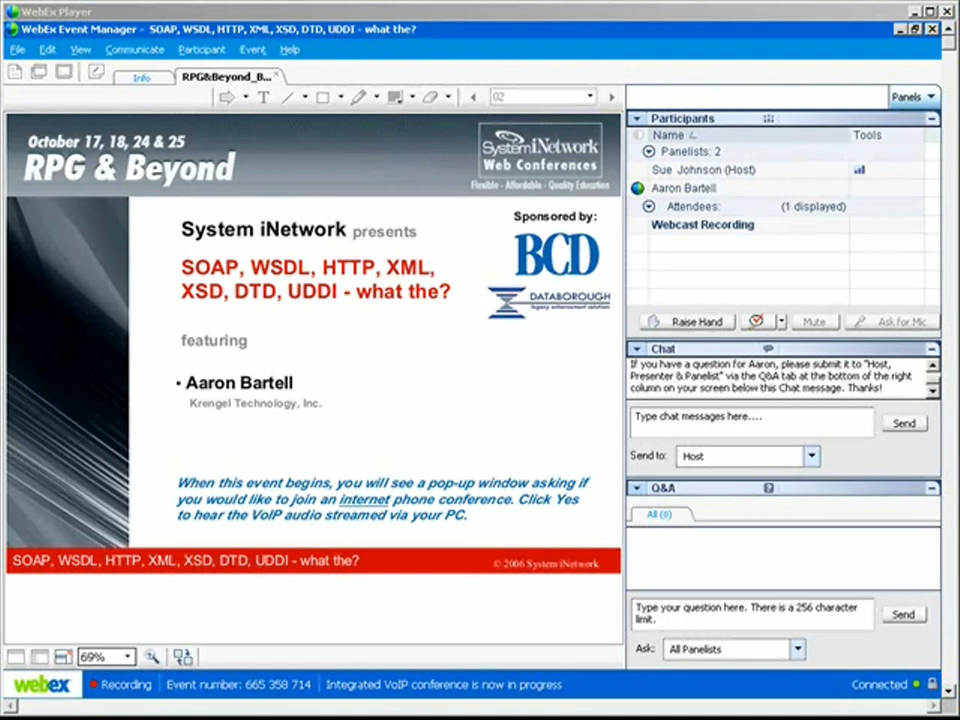 WebEx Player
WebEx Event Manager - SOAP, WSDL, HTTP, XML, XSD, DTD, UDDI - what the?
File Edit View Communicate Participant Event Help
Info
RPG&Beyond_B...
02
Panels
October 17, 18, 24 & 25
RPG & Beyond
System iNetwork
Web Conferences
Flexible - Affordable - Quality Education
System iNetwork presents
SOAP, WSDL, HTTP, XML,
XSD, DTD, UDDI - what the?
Sponsored by:
BCD
DATABOROUGH
legacy enhancement solution
featuring
• Aaron Bartell
Krengel Technology, Inc.
When this event begins, you will see a pop-up window asking if
you would like to join an internet phone conference. Click Yes
to hear the VoIP audio streamed via your PC.
SOAP, WSDL, HTTP, XML, XSD, DTD, UDDI - what the?
© 2006 System iNetwork
Participants
Name Tools
Panelists: 2
Sue Johnson (Host)
Aaron Bartell
Attendees: (1 displayed)
Webcast Recording
Raise Hand
Mute
Ask for Mic
Chat
If you have a question for Aaron, please submit it to "Host,
Presenter & Panelist" via the Q&A tab at the bottom of the right
column on your screen below this Chat message. Thanks!
Type chat messages here....
Send
Send to: Host
Q&A
All (0)
Type your question here. There is a 256 character
limit.
Send
Ask: All Panelists
69%
webex
Recording
Event number: 665 358 714
Integrated VoIP conference is now in progress
Connected